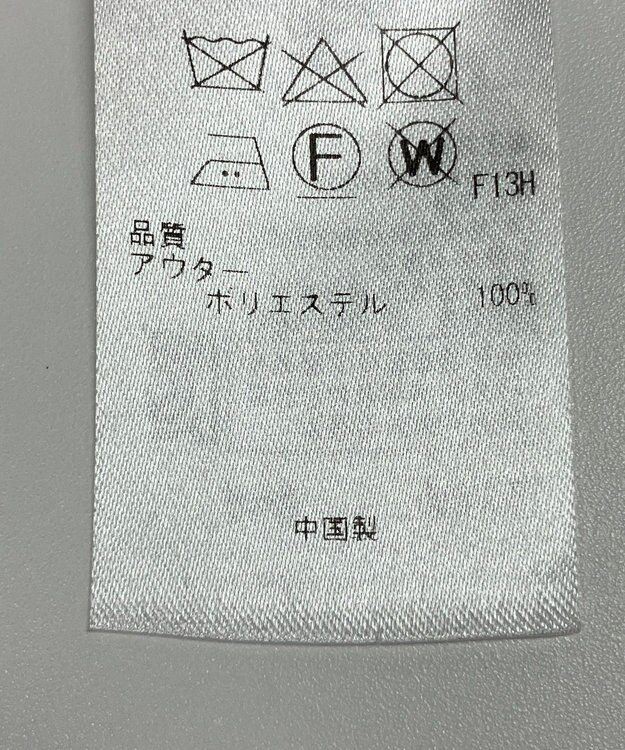 F W F13H
品質
アウター
ポリエステル 100%
中国製